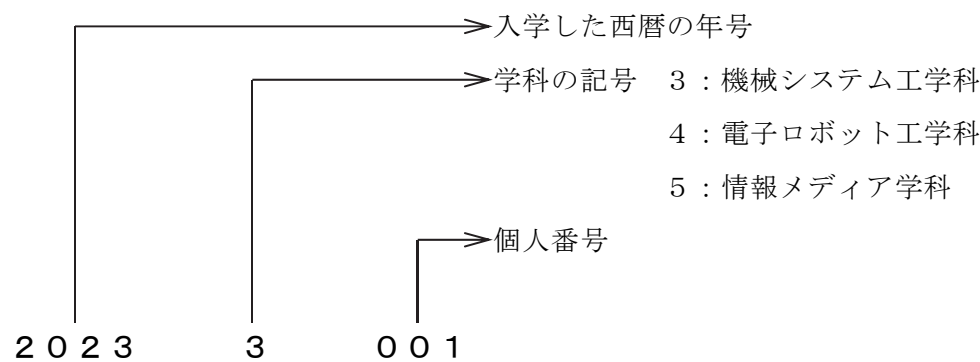 入学した西暦の年号
学科の記号　３：機械システム工学科
４：電子ロボット工学科
５：情報メディア学科
個人番号
２０２３　３　００１